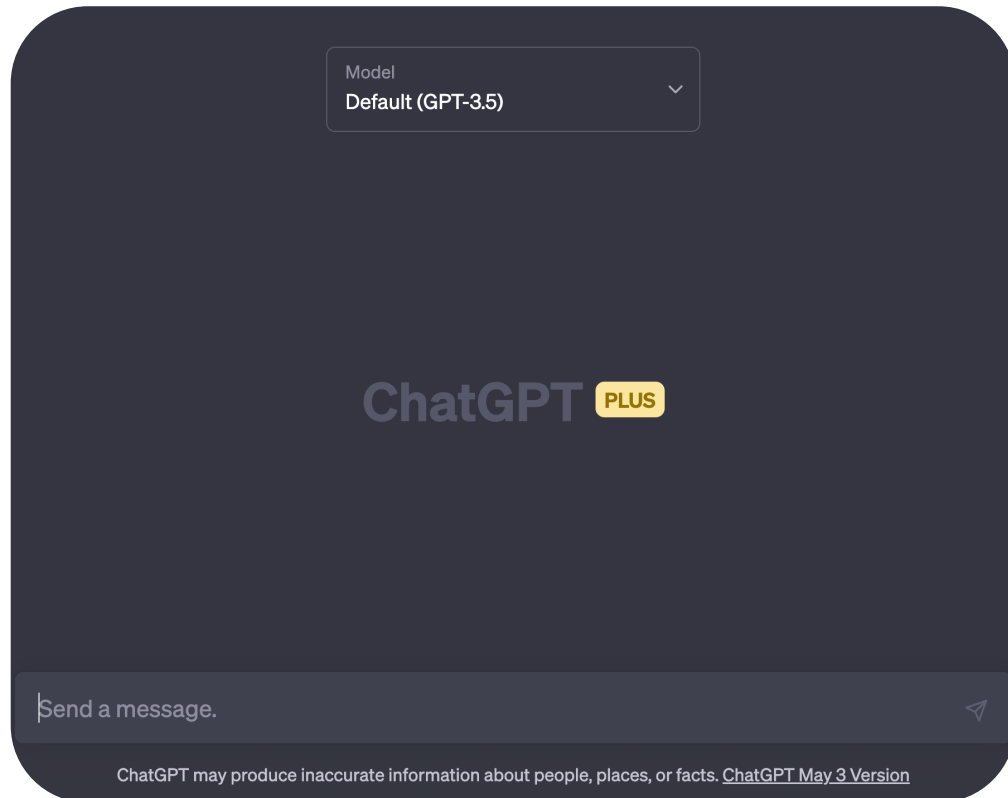 Model
Default (GPT-3.5)
ChatGPT PLUS
Send a message.
ChatGPT may produce inaccurate information about people, places, or facts. ChatGPT May 3 Version